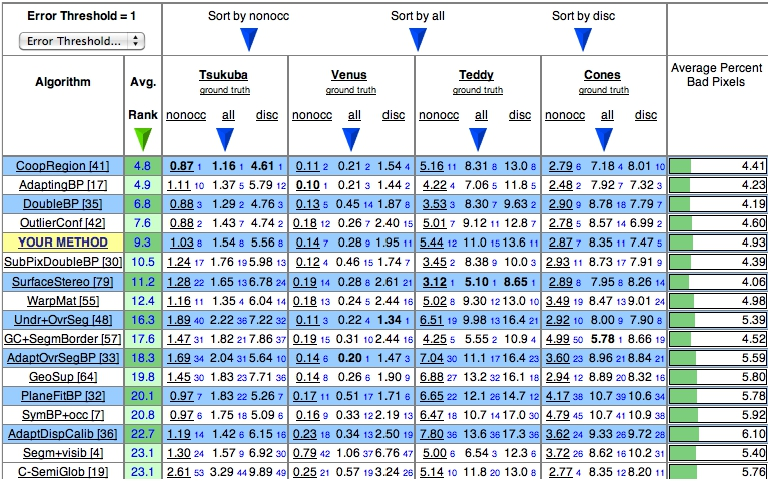 Error Threshold = 1 Sort by nonocc Sort by all Sort by disc
Error Threshold...
Algorithm Avg. Tsukuba Venus Teddy Cones Average Percent
Bad Pixels
ground truth ground truth ground truth ground truth
Rank nonocc all disc nonocc all disc nonocc all disc nonocc all disc
CoopRegion [41] 4.8 0.87 1 1.16 1 4.61 1 0.11 2 0.21 2 1.54 4 5.16 11 8.31 8 13.0 8 2.79 6 7.18 4 8.01 10 4.41
AdaptingBP [17] 4.9 1.11 10 1.37 5 5.79 12 0.10 1 0.21 3 1.44 2 4.22 4 7.06 5 11.8 5 2.48 2 7.92 7 7.32 3 4.23
DoubleBP [35] 6.8 0.88 3 1.29 2 4.76 3 0.13 5 0.45 14 1.87 8 3.53 3 8.30 7 9.63 2 2.90 9 8.78 18 7.79 7 4.19
OutlierConf [42] 7.6 0.88 2 1.43 7 4.74 2 0.18 12 0.26 7 2.40 15 5.01 7 9.12 11 12.8 7 2.78 5 8.57 14 6.99 2 4.60
YOUR METHOD 9.3 1.03 8 1.54 8 5.56 8 0.14 7 0.28 9 1.95 11 5.44 12 11.0 15 13.6 11 2.87 7 8.35 11 7.47 5 4.93
SubPixDoubleBP [30] 10.5 1.24 17 1.76 19 5.98 13 0.12 4 0.46 15 1.74 7 3.45 2 8.38 9 10.0 3 2.93 11 8.73 17 7.91 9 4.39
SurfaceStereo [79] 11.2 1.28 22 1.65 13 6.78 24 0.19 14 0.28 8 2.61 21 3.12 1 5.10 1 8.65 1 2.89 8 7.95 8 8.26 14 4.06
WarpMat [55] 12.4 1.16 11 1.35 4 6.04 14 0.18 13 0.24 5 2.44 16 5.02 8 9.30 12 13.0 10 3.49 19 8.47 13 9.01 24 4.98
Undr+OvrSeg [48] 16.3 1.89 40 2.22 36 7.22 32 0.11 3 0.22 4 1.34 1 6.51 19 9.98 13 16.4 21 2.92 10 8.00 9 7.90 8 5.39
GC+SegmBorder [57] 17.6 1.47 31 1.82 21 7.86 37 0.19 15 0.31 10 2.44 16 4.25 5 5.55 2 10.9 4 4.99 50 5.78 1 8.66 19 4.52
AdaptOvrSegBP [33] 18.3 1.69 34 2.04 31 5.64 10 0.14 6 0.20 1 1.47 3 7.04 30 11.1 17 16.4 23 3.60 23 8.96 21 8.84 21 5.59
GeoSup [64] 19.8 1.45 30 1.83 23 7.71 36 0.14 8 0.26 6 1.90 9 6.88 27 13.2 32 16.1 18 2.94 12 8.89 20 8.32 16 5.80
PlaneFitBP [32] 20.1 0.97 7 1.83 22 5.26 7 0.17 11 0.51 17 1.71 6 6.65 22 12.1 26 14.7 12 4.17 38 10.7 39 10.6 34 5.78
SymBP+occ [7] 20.8 0.97 6 1.75 18 5.09 6 0.16 9 0.33 12 2.19 13 6.47 18 10.7 14 17.0 30 4.79 45 10.7 41 10.9 38 5.92
AdaptDispCalib [36] 22.7 1.19 14 1.42 6 6.15 16 0.23 18 0.34 13 2.50 19 7.80 36 13.6 36 17.3 36 3.62 24 9.33 26 9.72 28 6.10
Segm+visib [4] 23.1 1.30 24 1.57 9 6.92 30 0.79 42 1.06 37 6.76 47 5.00 6 6.54 3 12.3 6 3.72 26 8.62 16 10.2 31 5.40
C-SemiGlob [19] 23.1 2.61 53 3.29 44 9.89 49 0.25 21 0.57 19 3.24 26 5.14 10 11.8 20 13.0 8 2.77 4 8.35 12 8.20 11 5.76